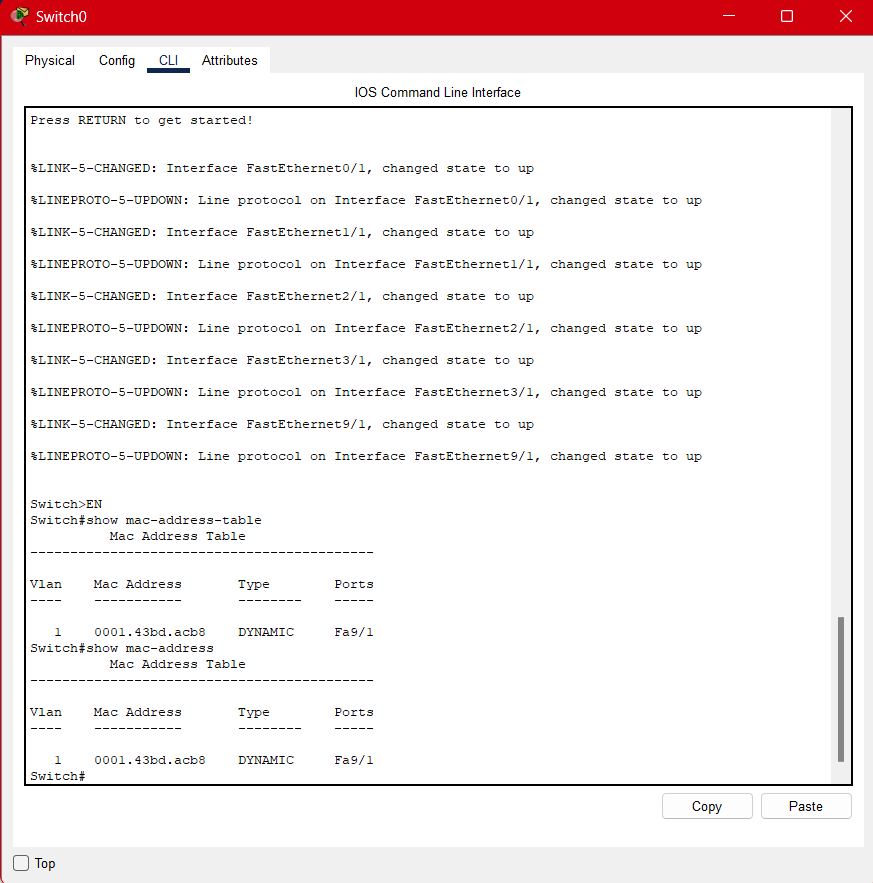 Switch0
Physical Config CLI Attributes
IOS Command Line Interface
Press RETURN to get started!
%LINK-5-CHANGED: Interface FastEthernet0/1, changed state to up
%LINEPROTO-5-UPDOWN: Line protocol on Interface FastEthernet0/1, changed state to up
%LINK-5-CHANGED: Interface FastEthernet1/1, changed state to up
%LINEPROTO-5-UPDOWN: Line protocol on Interface FastEthernet1/1, changed state to up
%LINK-5-CHANGED: Interface FastEthernet2/1, changed state to up
%LINEPROTO-5-UPDOWN: Line protocol on Interface FastEthernet2/1, changed state to up
%LINK-5-CHANGED: Interface FastEthernet3/1, changed state to up
%LINEPROTO-5-UPDOWN: Line protocol on Interface FastEthernet3/1, changed state to up
%LINK-5-CHANGED: Interface FastEthernet9/1, changed state to up
%LINEPROTO-5-UPDOWN: Line protocol on Interface FastEthernet9/1, changed state to up
Switch>EN
Switch#show mac-address-table
Mac Address Table
-------------------------------------------
Vlan Mac Address Type Ports
---- ----------- -------- -----
1 0001.43bd.acb8 DYNAMIC Fa9/1
Switch#show mac-address
Mac Address Table
-------------------------------------------
Vlan Mac Address Type Ports
---- ----------- -------- -----
1 0001.43bd.acb8 DYNAMIC Fa9/1
Switch#
Copy Paste
Top